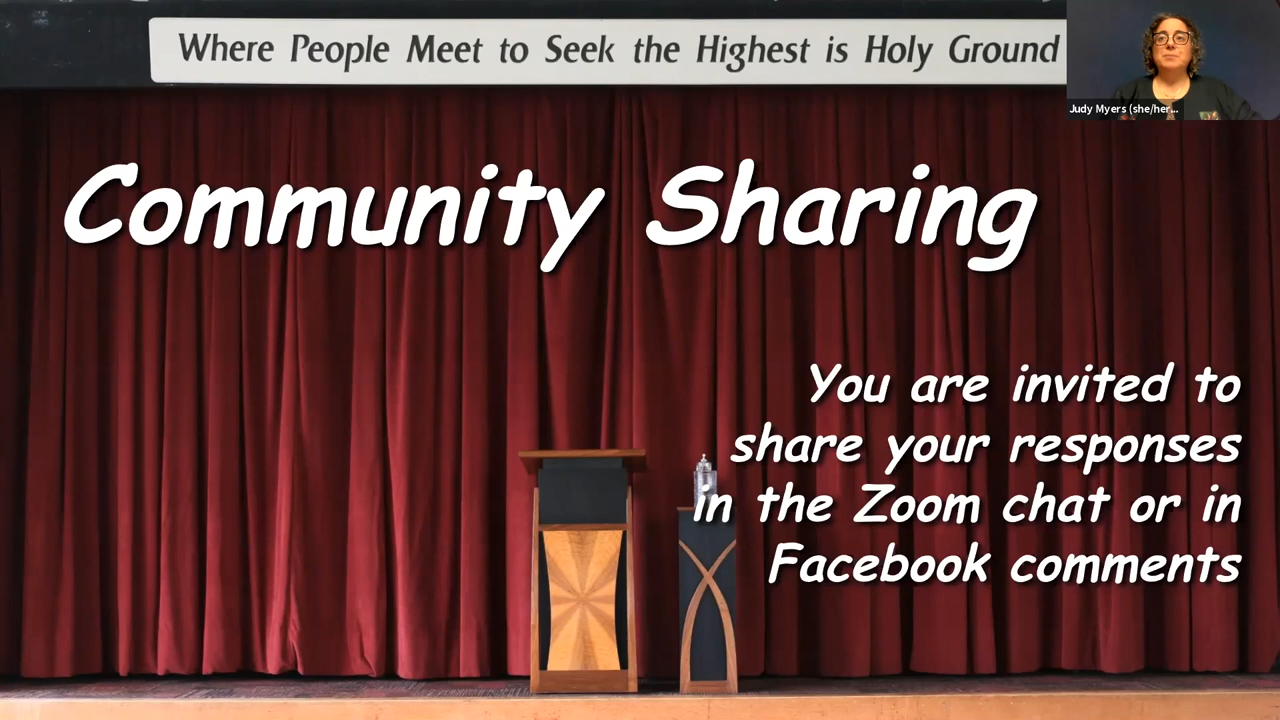 Where People Meet to Seek the Highest is Holy Ground
Judy Myers (she/her...
Community Sharing
You are invited to
share your responses
in the Zoom chat or in
Facebook comments